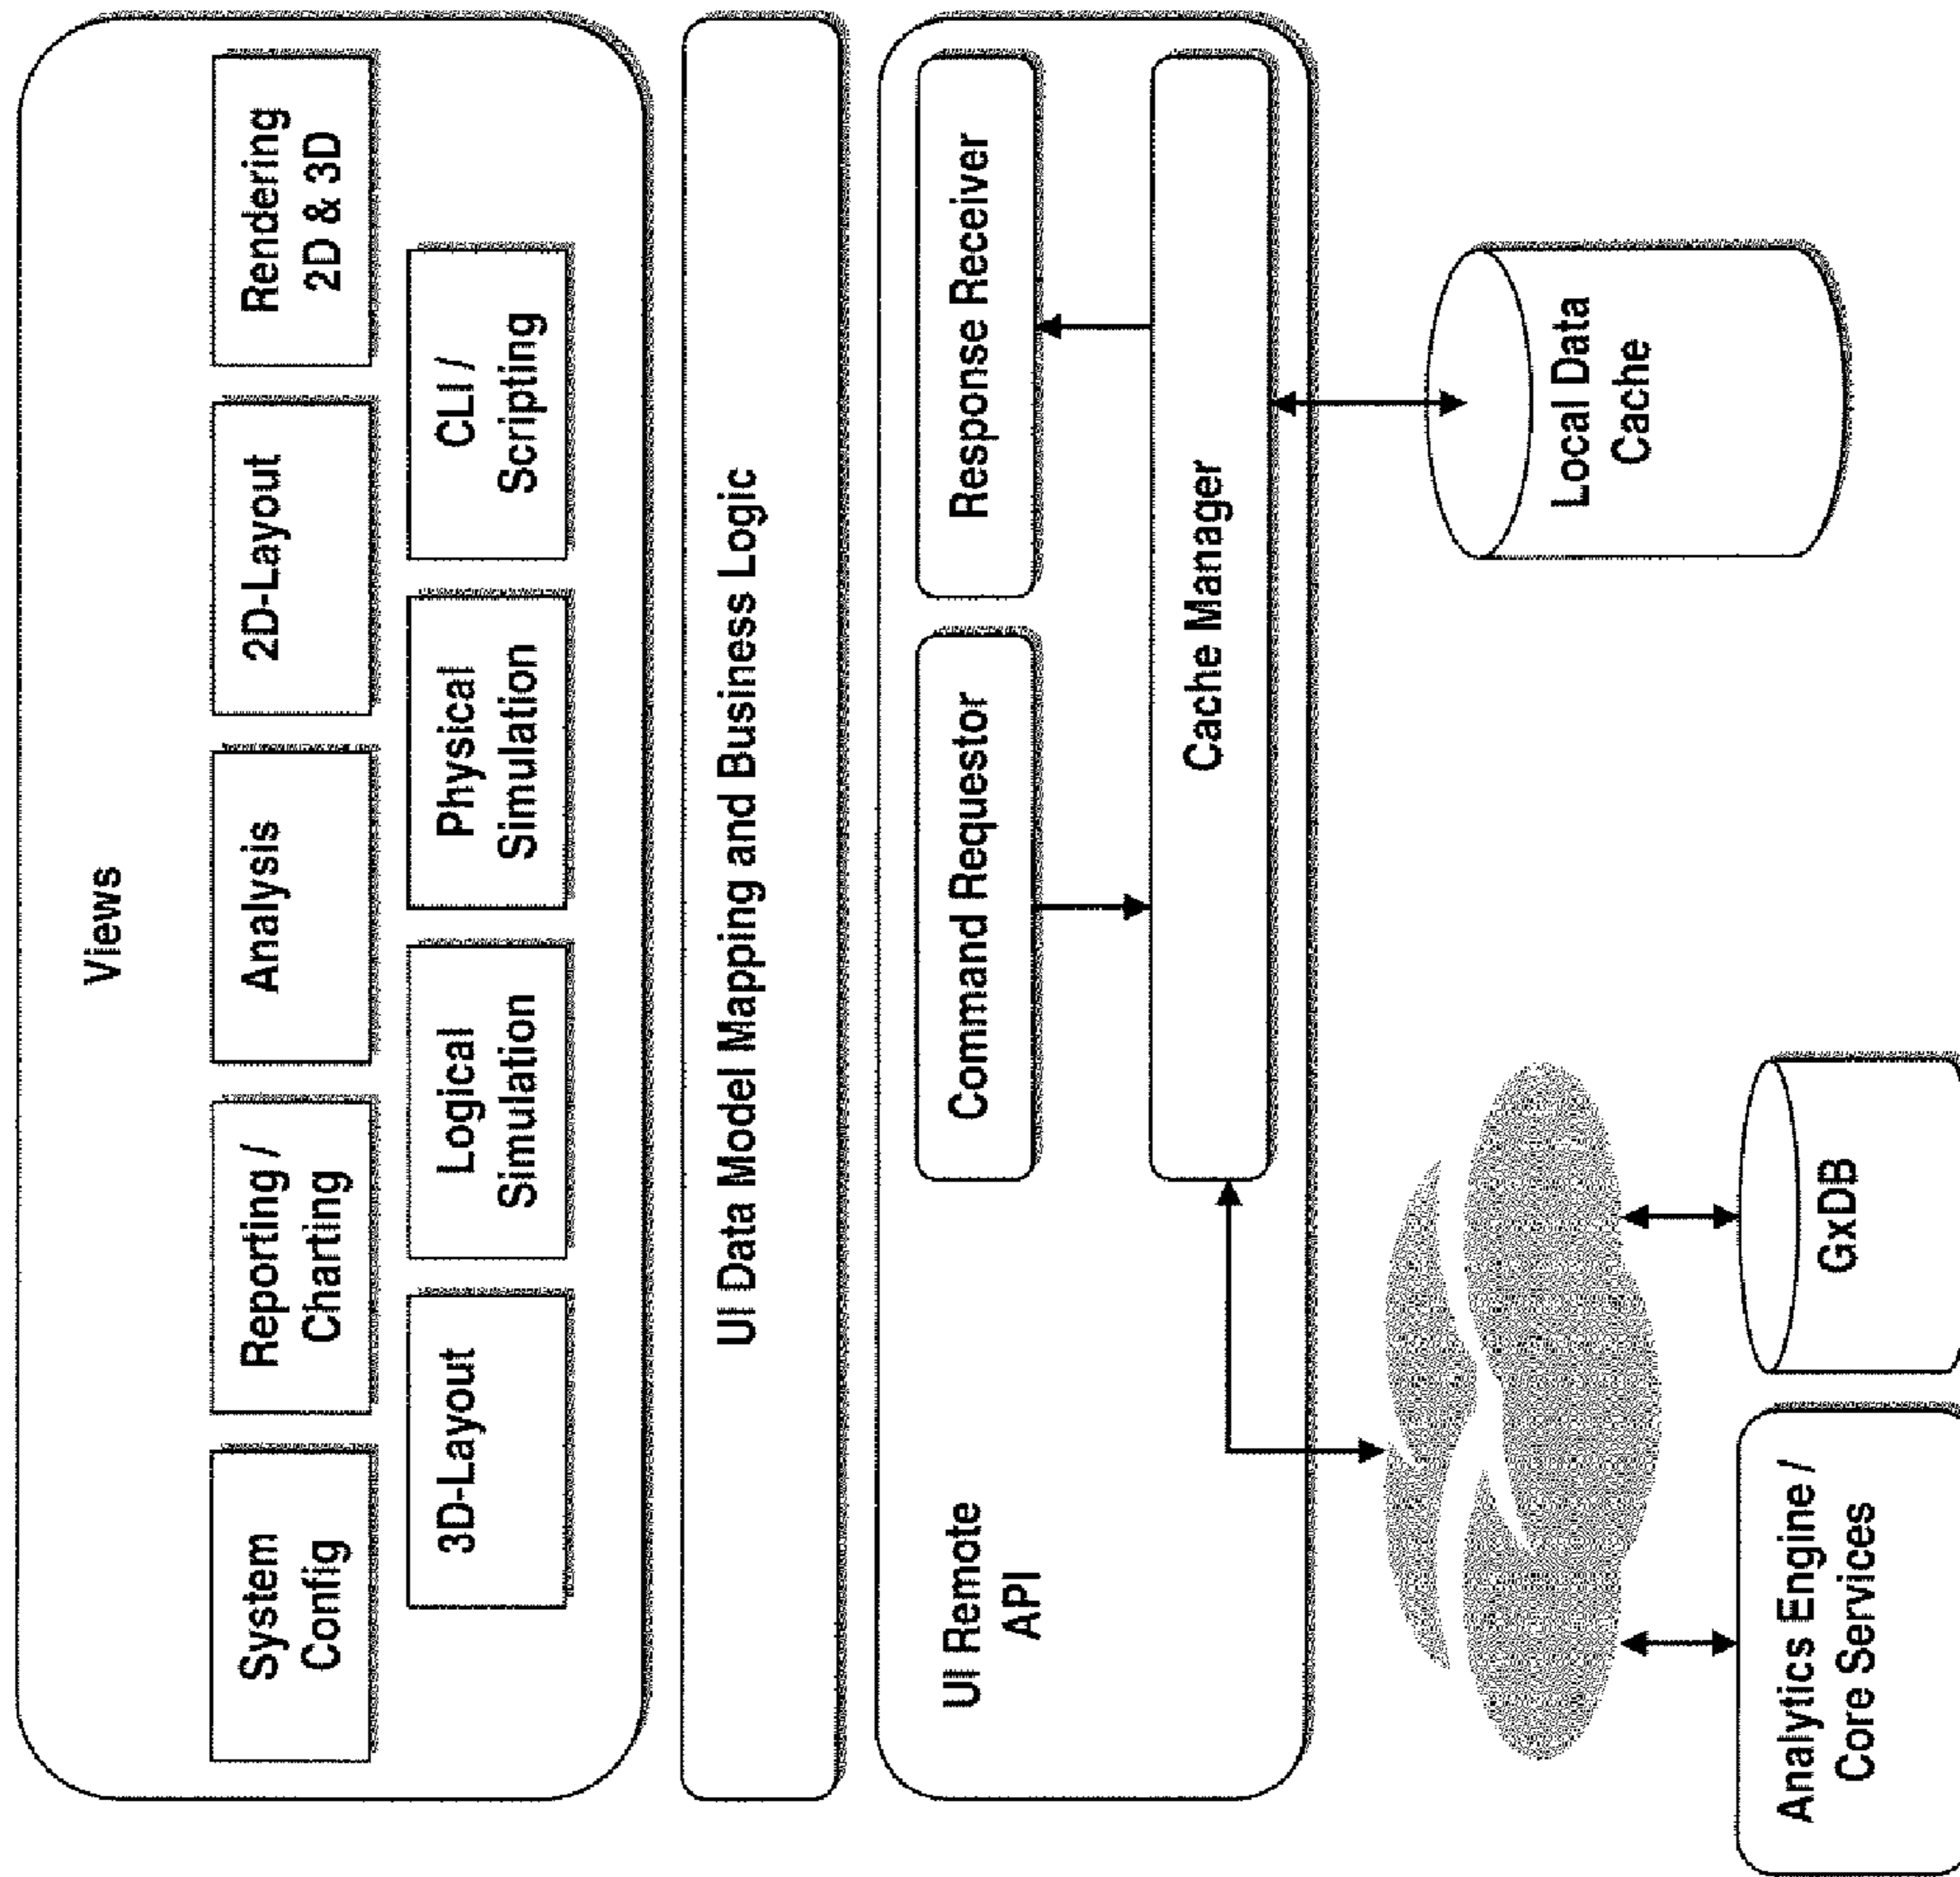 Views
System
Config
Reporting /
Charting
Analysis
2D-Layout
Rendering
2D & 3D
3D-Layout
Logical
Simulation
Physical
Simulation
CLI /
Scripting
UI Data Model Mapping and Business Logic
UI Remote
API
Command Requestor
Response Receiver
Cache Manager
Local Data
Cache
Analytics Engine /
Core Services
GxDB